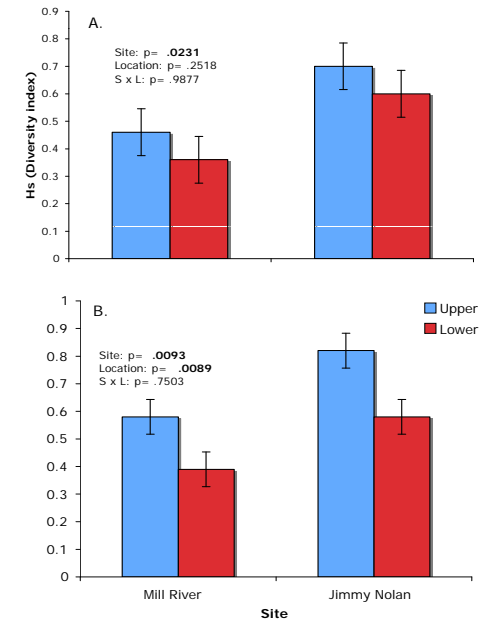 A.
0.9
0.8
0.7
0.6
0.5
0.4
0.3
0.2
0.1
0
Hs (Diversity index)
Site: p= .0231
Location: p= .2518
S x L: p= .9877
B.
1
0.9
0.8
0.7
0.6
0.5
0.4
0.3
0.2
0.1
0
Upper
Lower
Site: p= .0093
Location: p= .0089
S x L: p= .7503
Mill River
Jimmy Nolan
Site